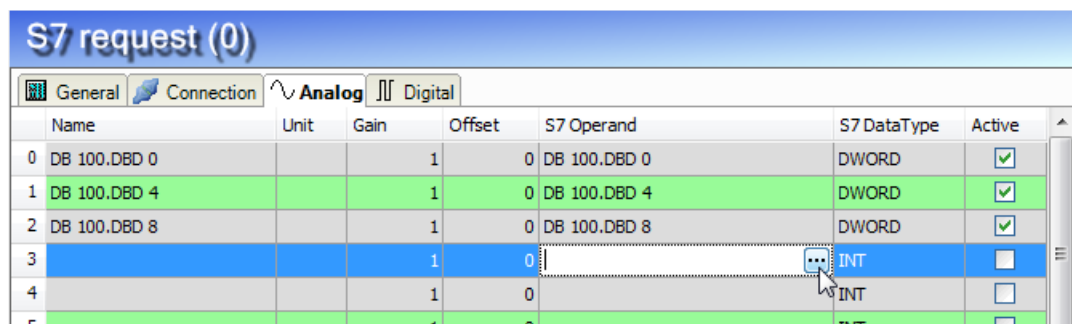 S7 request (0)
General Connection Analog Digital
Name Unit Gain Offset S7 Operand S7 DataType Active
0 DB 100.DBD 0 1 0 DB 100.DBD 0 DWORD
1 DB 100.DBD 4 1 0 DB 100.DBD 4 DWORD
2 DB 100.DBD 8 1 0 DB 100.DBD 8 DWORD
3 1 0 ... INT
4 1 0 INT